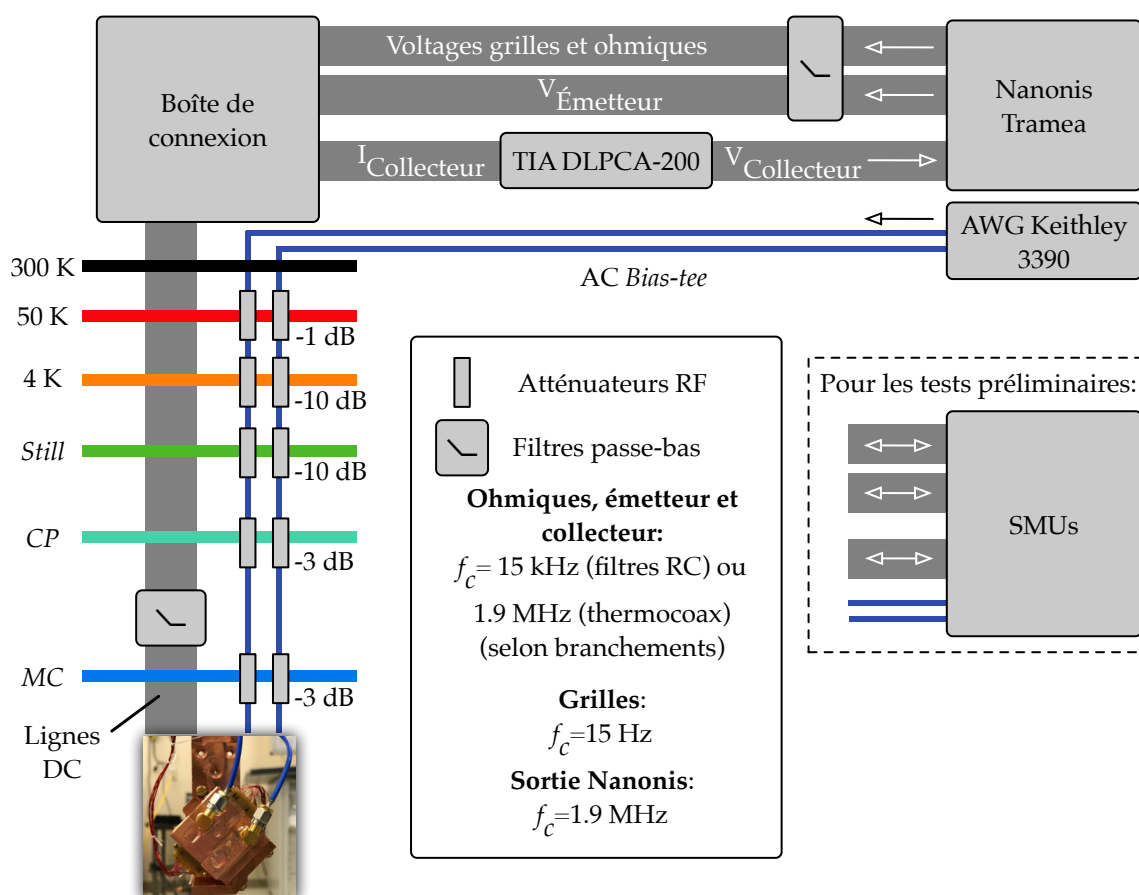 Boîte de
connexion
Voltages grilles et ohmiques
VÉmetteur
ICollecteur
TIA DLPCA-200
VCollecteur
Nanonis
Tramea
AWG Keithley
3390
AC Bias-tee
300 K
50 K
-1 dB
4 K
-10 dB
Still
-10 dB
CP
-3 dB
MC
-3 dB
Lignes
DC
Atténuateurs RF
Filtres passe-bas
Ohmiques, émetteur et
collecteur:
fc= 15 kHz (filtres RC) ou
1.9 MHz (thermocoax)
(selon branchements)
Grilles:
fc=15 Hz
Sortie Nanonis:
fc=1.9 MHz
Pour les tests préliminaires:
SMUs